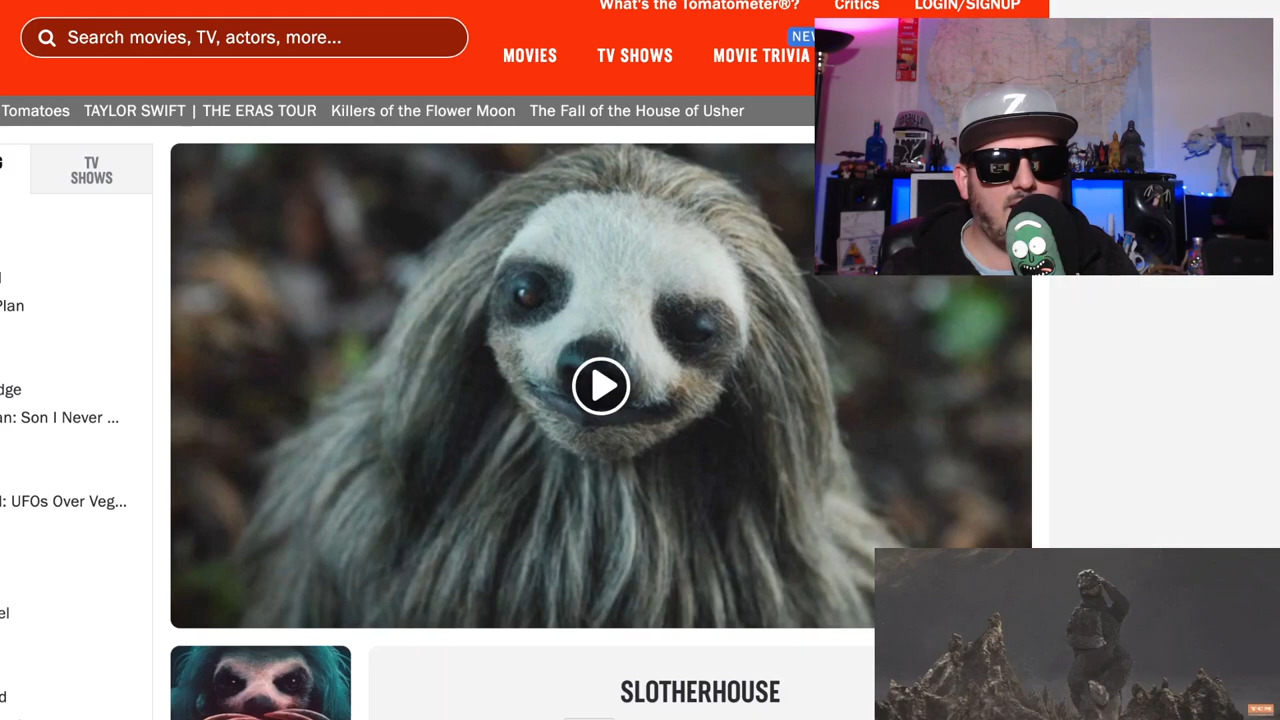 What's the Tomatometer®? Critics LOGIN/SIGNUP
Search movies, TV, actors, more...
NEW
MOVIES TV SHOWS MOVIE TRIVIA
Tomatoes TAYLOR SWIFT | THE ERAS TOUR Killers of the Flower Moon The Fall of the House of Usher
Z
TV
SHOWS
Plan
dge
an: Son I Never ...
: UFOs Over Veg...
el
d
SLOTHERHOUSE
TCM